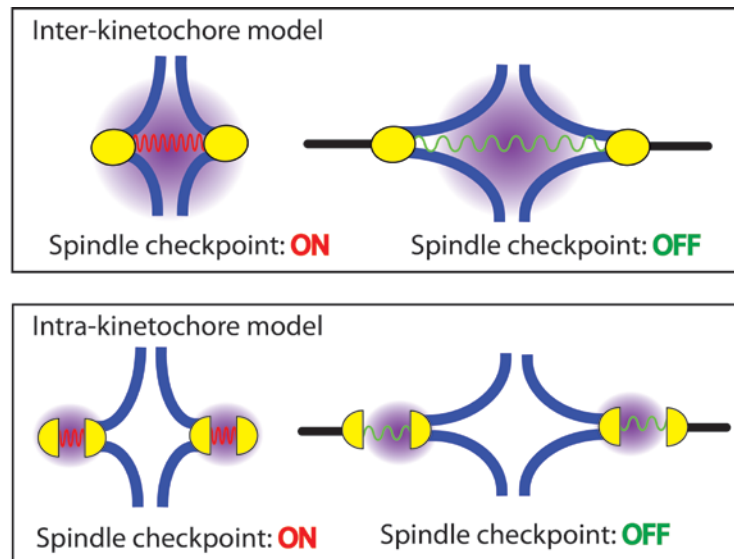 Inter-kinetochore model
Spindle checkpoint: ON
Spindle checkpoint: OFF
Intra-kinetochore model
Spindle checkpoint: ON
Spindle checkpoint: OFF